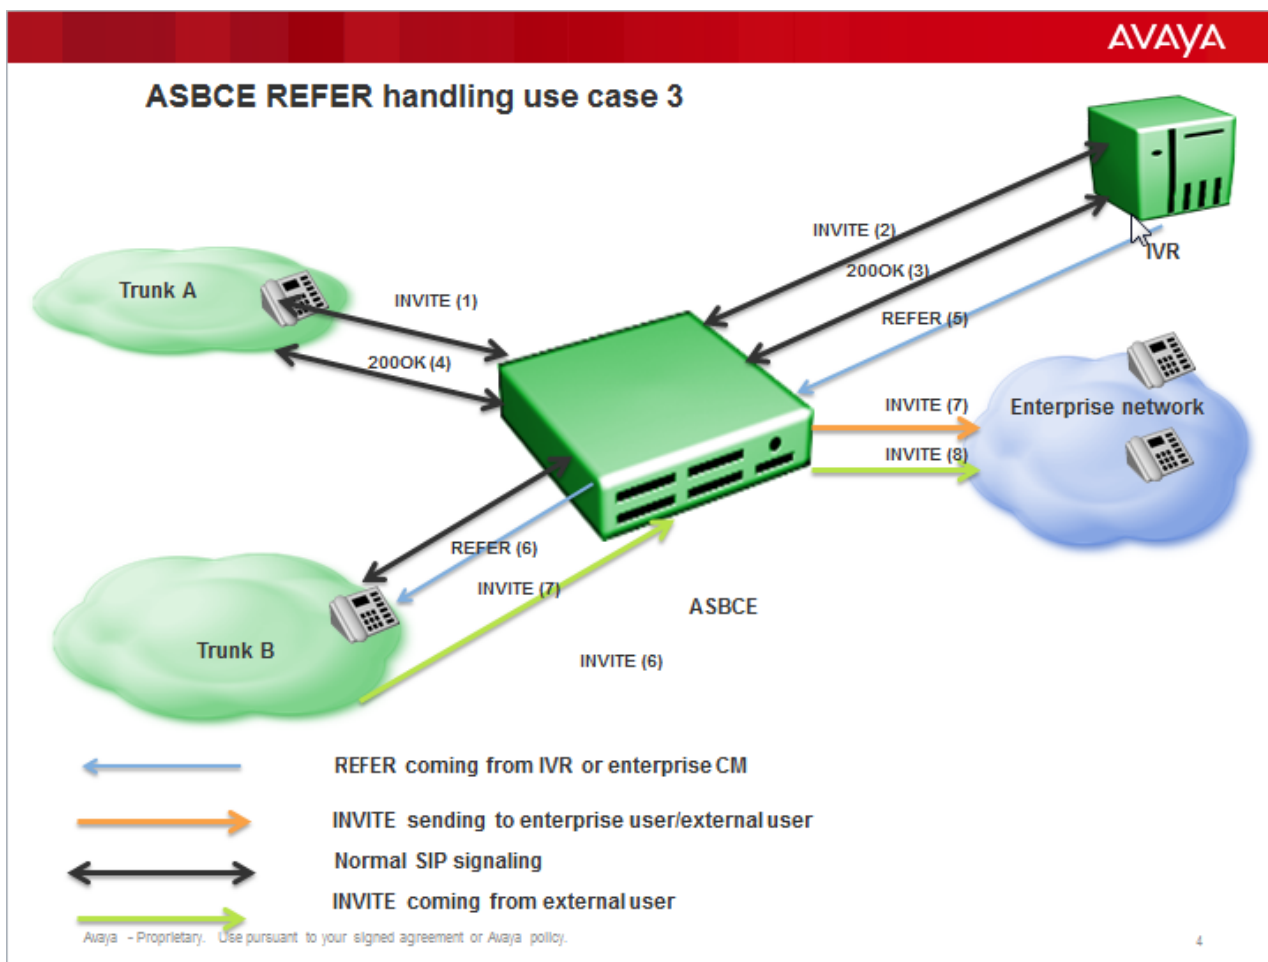 AVAYA
ASBCE REFER handling use case 3
INVITE (2)
IVR
200OK (3)
Trunk A
INVITE (1)
REFER (5)
200OK (4)
INVITE (7)
Enterprise network
INVITE (8)
REFER (6)
INVITE (7)
ASBCE
Trunk B
INVITE (6)
REFER coming from IVR or enterprise CM
INVITE sending to enterprise user/external user
Normal SIP signaling
INVITE coming from external user
Avaya – Proprietary. Use pursuant to your signed agreement or Avaya policy.
4